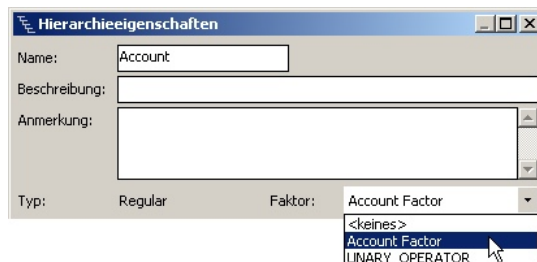 Hierarchieeigenschaften
Name: Account
Beschreibung:
Anmerkung:
Typ: Regular Faktor: Account Factor
<keines>
Account Factor
UNARY_OPERATOR